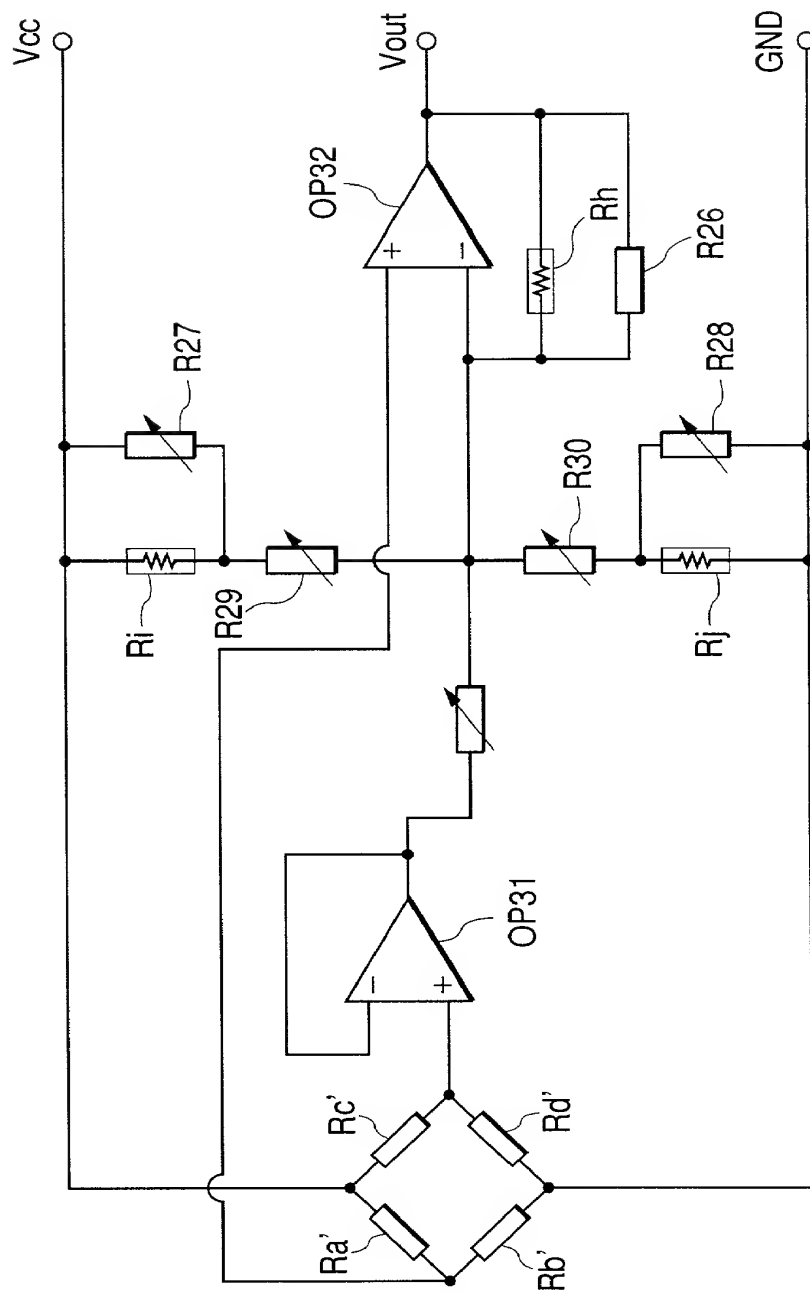 Vcc
Vout
GND
OP32
+
−
Rh
R26
R27
R28
Ri
R29
R30
Rj
OP31
−
+
Rc'
Rd'
Ra'
Rb'